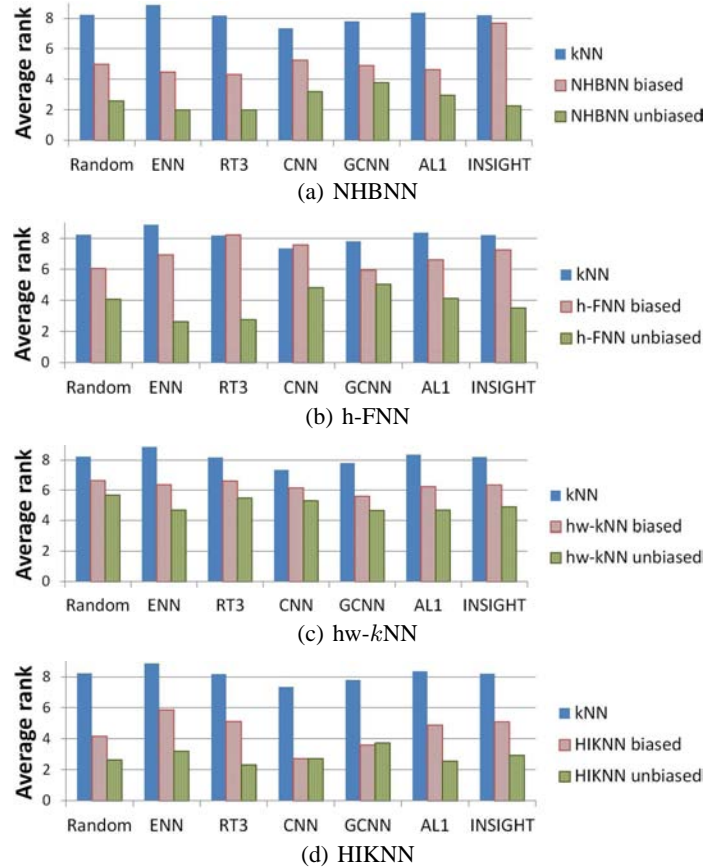 Average rank
8
6
4
2
0
Random ENN RT3 CNN GCNN AL1 INSIGHT
kNN
NHBNN biased
NHBNN unbiased
(a) NHBNN
Average rank
8
6
4
2
0
Random ENN RT3 CNN GCNN AL1 INSIGHT
kNN
h-FNN biased
h-FNN unbiased
(b) h-FNN
Average rank
8
6
4
2
0
Random ENN RT3 CNN GCNN AL1 INSIGHT
kNN
hw-kNN biased
hw-kNN unbiased
(c) hw-kNN
Average rank
8
6
4
2
0
Random ENN RT3 CNN GCNN AL1 INSIGHT
kNN
HIKNN biased
HIKNN unbiased
(d) HIKNN